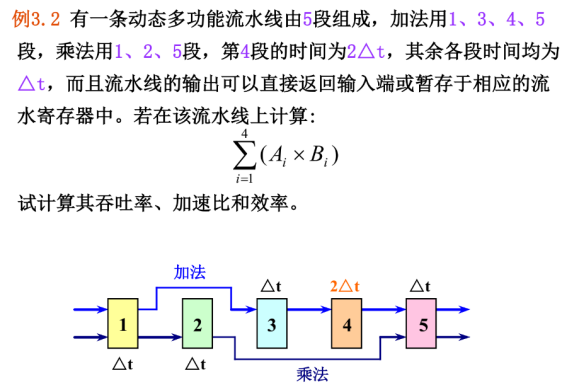 例3.2 有一条动态多功能流水线由5段组成，加法用1、3、4、5
段，乘法用1、2、5段，第4段的时间为2△t，其余各段时间均为
△t，而且流水线的输出可以直接返回输入端或暂存于相应的流
水寄存器中。若在该流水线上计算:
4
∑(Ai × Bi)
i=1
试计算其吞吐率、加速比和效率。
加法 △t 2△t △t
1 2 3 4 5
△t △t 乘法